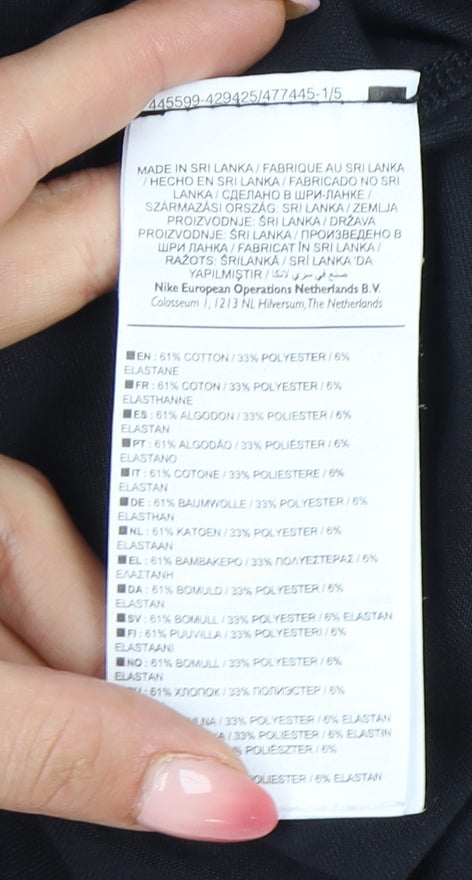 445599-429425/477445-1/5
MADE IN SRI LANKA / FABRIQUE AU SRI LANKA
/ HECHO EN SRI LANKA / FABRICADO NO SRI
LANKA / СДЕЛАНО В ШРИ-ЛАНКЕ /
SZÁRMAZÁSI ORSZÁG: SRI LANKA / ZEMLJA
PROIZVODNJE: ŠRI LANKA / DRŽAVA
PROIZVODNJE: ŠRI LANKA / ПРОИЗВЕДЕНО В
ШРИ ЛАНКА / FABRICAT ÎN SRI LANKA /
RAŽOTS: ŠRILANKĀ / SRİ LANKA 'DA
YAPILMIŞTIR / صنع في سري لانكا
Nike European Operations Netherlands B.V.
Colosseum 1, 1213 NL Hilversum, The Netherlands
EN : 61% COTTON / 33% POLYESTER / 6%
ELASTANE
FR : 61% COTON / 33% POLYESTER / 6%
ELASTHANNE
ES : 61% ALGODON / 33% POLIESTER / 6%
ELASTAN
PT : 61% ALGODÃO / 33% POLIÉSTER / 6%
ELASTANO
IT : 61% COTONE / 33% POLIESTERE / 6%
ELASTAN
DE : 61% BAUMWOLLE / 33% POLYESTER / 6%
ELASTHAN
NL : 61% KATOEN / 33% POLYESTER / 6%
ELASTAAN
EL : 61% ΒΑΜΒΑΚΕΡΟ / 33% ΠΟΛΥΕΣΤΕΡΑΣ / 6%
ΕΛΑΣΤΑΝΗ
DA : 61% BOMULD / 33% POLYESTER / 6%
ELASTAN
SV : 61% BOMULL / 33% POLYESTER / 6% ELASTAN
FI : 61% PUUVILLA / 33% POLYESTERI / 6%
ELASTAANI
NO : 61% BOMULL / 33% POLYESTER / 6%
ELASTAN
: 61% ХЛОПОК / 33% ПОЛИЭСТЕР / 6%
/ 33% POLYESTER / 6% ELASTAN
/ 33% POLIESTER / 6% ELASTIN
% POLIÉSZTER / 6%
/ 6% ELASTAN